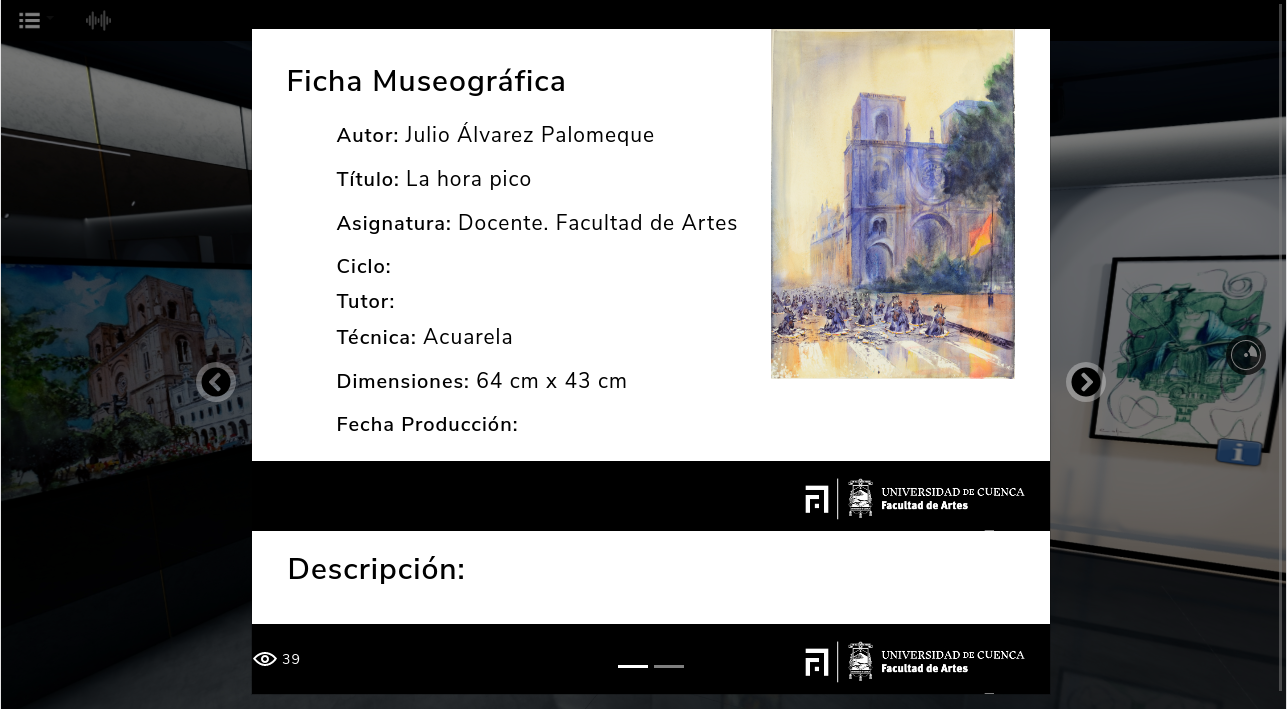 Ficha Museográfica
Autor: Julio Álvarez Palomeque
Título: La hora pico
Asignatura: Docente. Facultad de Artes
Ciclo:
Tutor:
Técnica: Acuarela
Dimensiones: 64 cm x 43 cm
Fecha Producción:
UNIVERSIDAD DE CUENCA
Facultad de Artes
Descripción:
39
UNIVERSIDAD DE CUENCA
Facultad de Artes
i